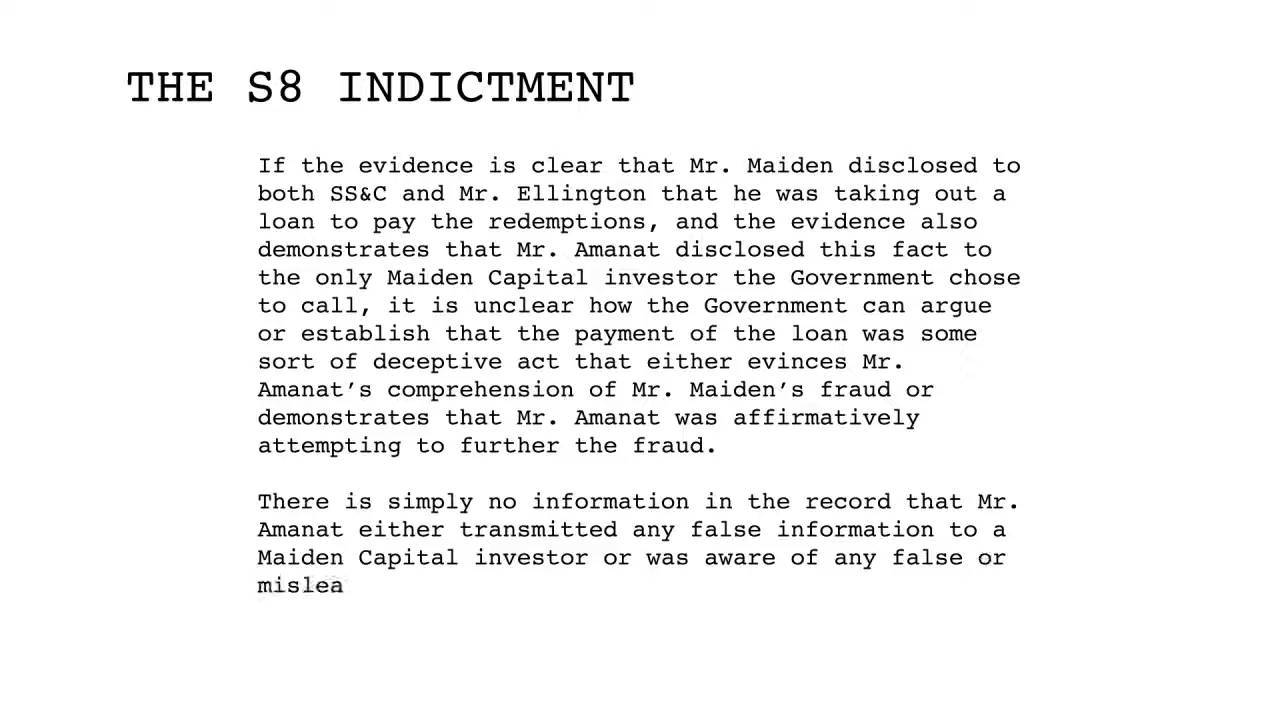 THE S8 INDICTMENT
If the evidence is clear that Mr. Maiden disclosed to
both SS&C and Mr. Ellington that he was taking out a
loan to pay the redemptions, and the evidence also
demonstrates that Mr. Amanat disclosed this fact to
the only Maiden Capital investor the Government chose
to call, it is unclear how the Government can argue
or establish that the payment of the loan was some
sort of deceptive act that either evinces Mr.
Amanat’s comprehension of Mr. Maiden’s fraud or
demonstrates that Mr. Amanat was affirmatively
attempting to further the fraud.
There is simply no information in the record that Mr.
Amanat either transmitted any false information to a
Maiden Capital investor or was aware of any false or
mislea